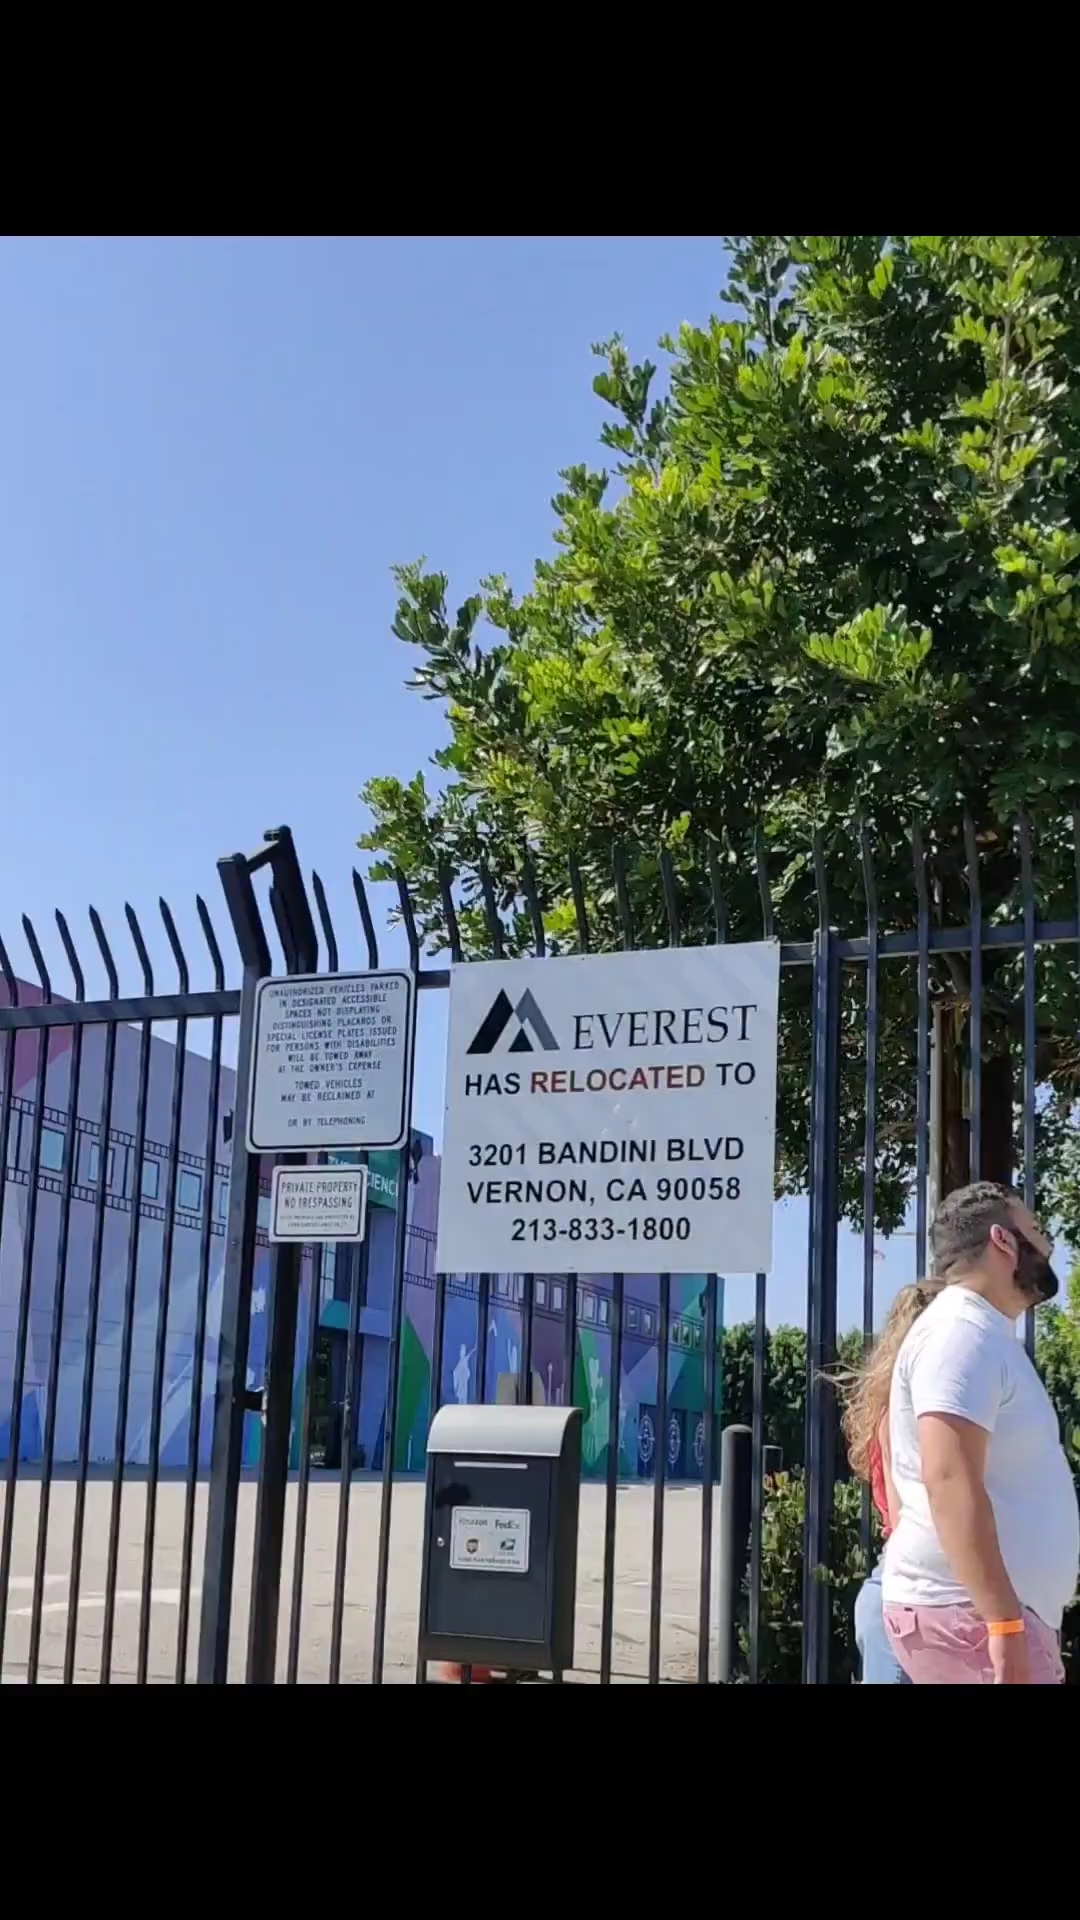 UNAUTHORIZED VEHICLES PARKED
IN DESIGNATED ACCESSIBLE
SPACES NOT DISPLAYING
DISTINGUISHING PLACARDS OR
SPECIAL LICENSE PLATES ISSUED
FOR PERSONS WITH DISABILITIES
WILL BE TOWED AWAY
AT THE OWNER'S EXPENSE
TOWED VEHICLES
MAY BE RECLAIMED AT
OR BY TELEPHONING
PRIVATE PROPERTY
NO TRESPASSING
EVEREST
HAS RELOCATED TO
3201 BANDINI BLVD
VERNON, CA 90058
213-833-1800
FedEx